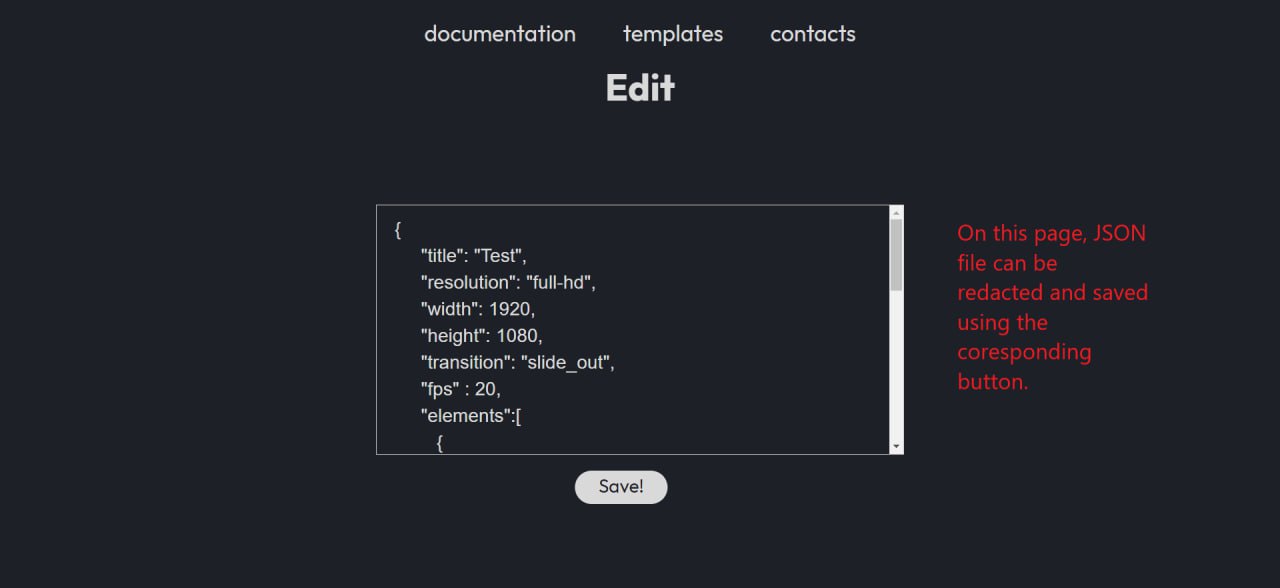 documentation templates contacts
Edit
{
"title": "Test",
"resolution": "full-hd",
"width": 1920,
"height": 1080,
"transition": "slide_out",
"fps" : 20,
"elements":[
{
Save!
On this page, JSON
file can be
redacted and saved
using the
coresponding
button.